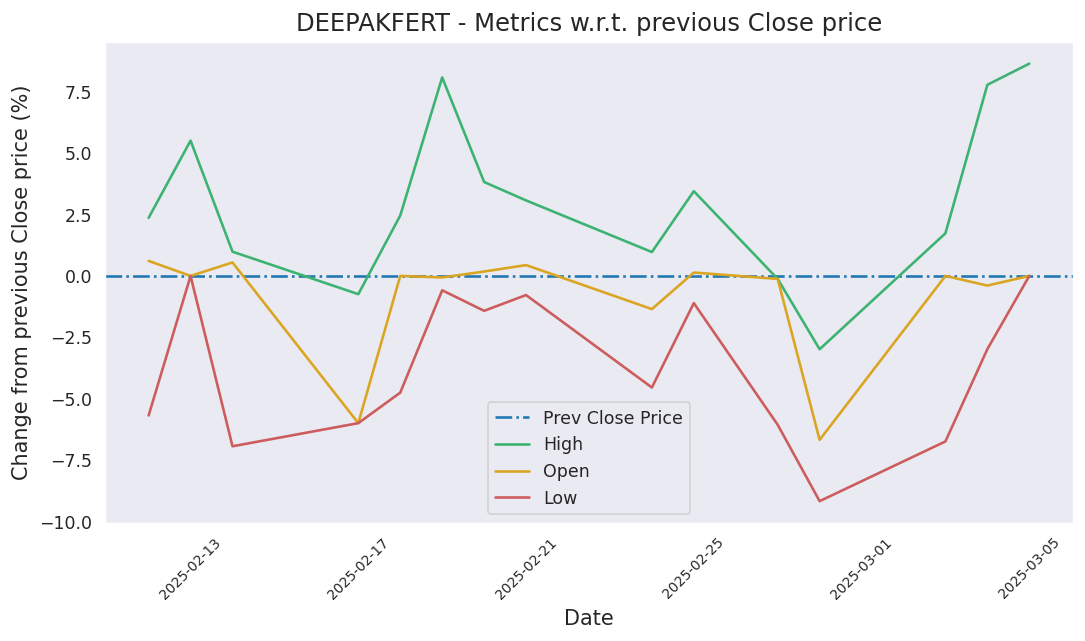 DEEPAKFERT - Metrics w.r.t. previous Close price
Change from previous Close price (%)
7.5
5.0
2.5
0.0
−2.5
−5.0
−7.5
−10.0
Prev Close Price
High
Open
Low
2025-02-13
2025-02-17
2025-02-21
2025-02-25
2025-03-01
2025-03-05
Date